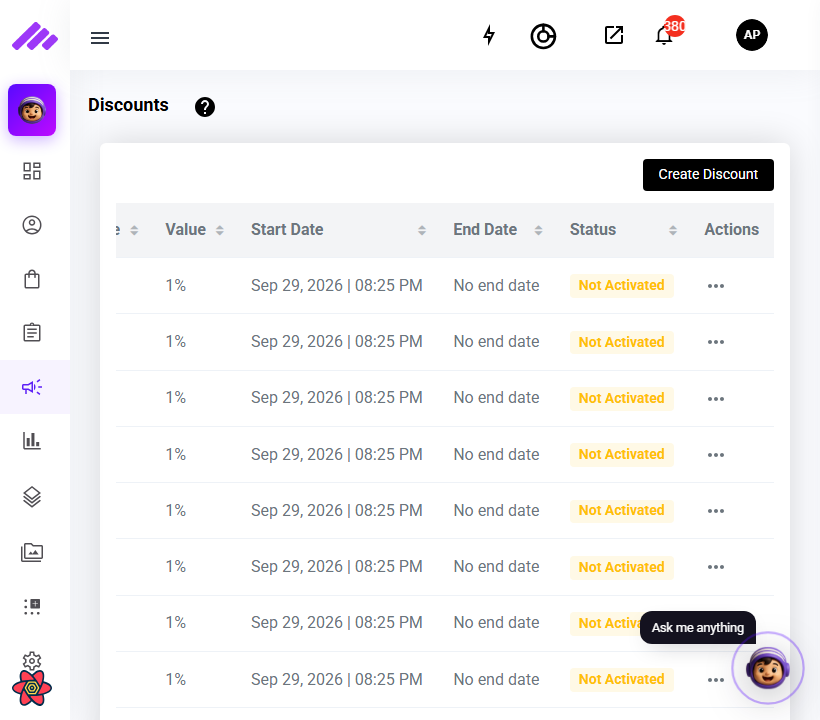 380
AP
Discounts
Create Discount
e Value Start Date End Date Status Actions
1% Sep 29, 2026 | 08:25 PM No end date Not Activated
1% Sep 29, 2026 | 08:25 PM No end date Not Activated
1% Sep 29, 2026 | 08:25 PM No end date Not Activated
1% Sep 29, 2026 | 08:25 PM No end date Not Activated
1% Sep 29, 2026 | 08:25 PM No end date Not Activated
1% Sep 29, 2026 | 08:25 PM No end date Not Activated
1% Sep 29, 2026 | 08:25 PM No end date Not Activa
Ask me anything
1% Sep 29, 2026 | 08:25 PM No end date Not Activated